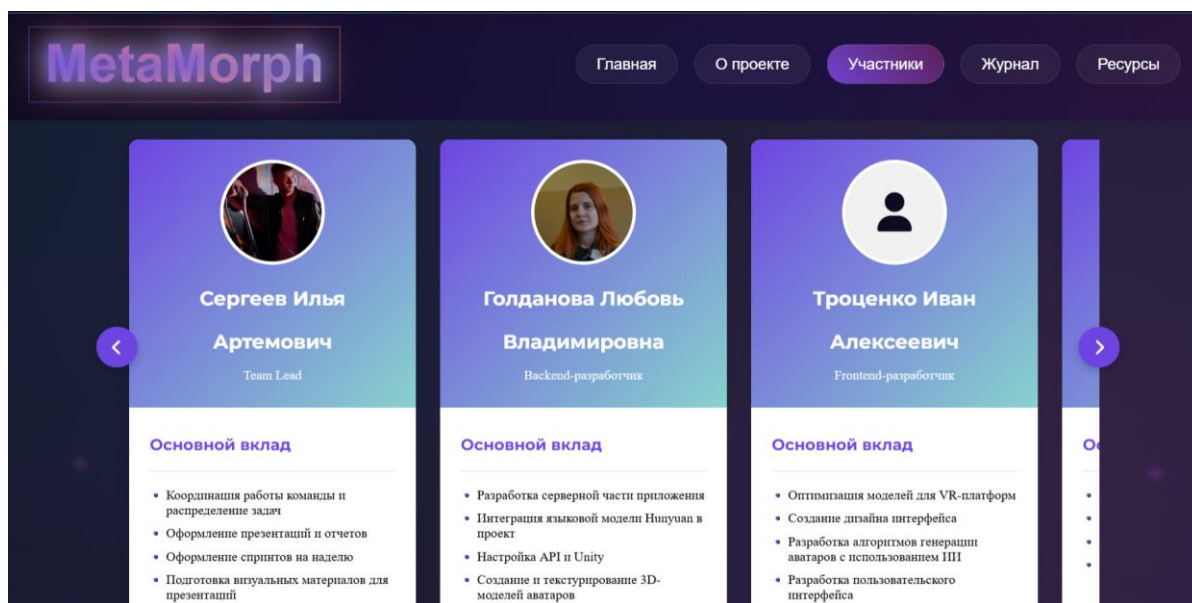 MetaMorph
Главная
О проекте
Участники
Журнал
Ресурсы
Сергеев Илья
Артемович
Team Lead
Основной вклад
Координация работы команды и
распределение задач
Оформление презентаций и отчетов
Оформление спринтов на наделю
Подготовка визуальных материалов для
презентаций
Голданова Любовь
Владимировна
Backend-разработчик
Основной вклад
Разработка серверной части приложения
Интеграция языковой модели Hunyuan в
проект
Настройка API и Unity
Создание и текстурирование 3D-
моделей аватаров
Троценко Иван
Алексеевич
Frontend-разработчик
Основной вклад
Оптимизация моделей для VR-платформ
Создание дизайна интерфейса
Разработка алгоритмов генерации
аватаров с использованием ИИ
Разработка пользовательского
интерфейса